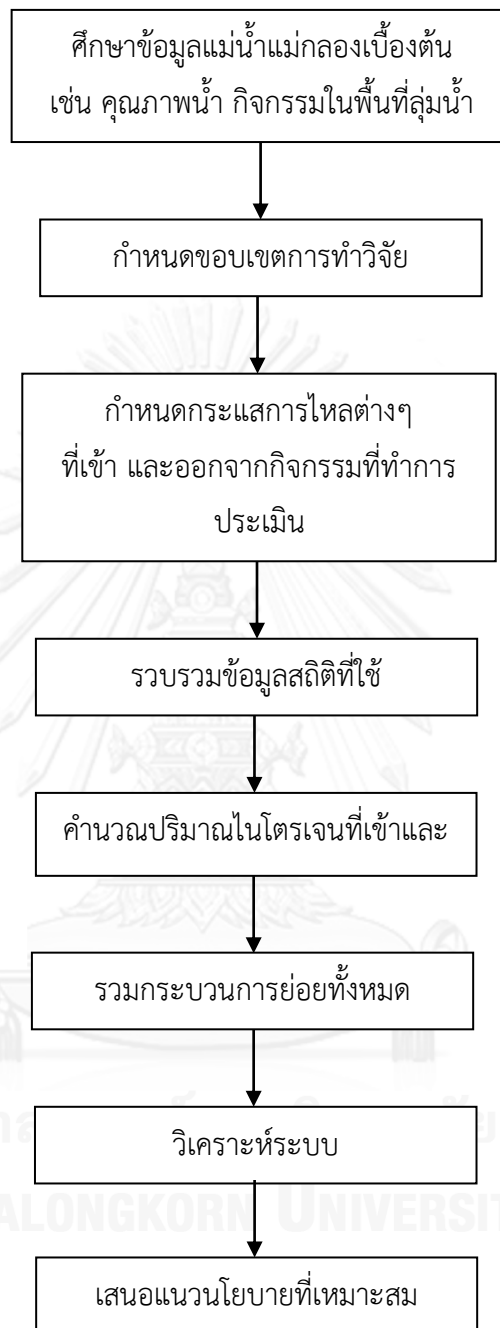 ศึกษาข้อมูลแม่น้ำแม่กลองเบื้องต้น
เช่น คุณภาพน้ำ กิจกรรมในพื้นที่ลุ่มน้ำ
กำหนดขอบเขตการทำวิจัย
กำหนดกระแสการไหลต่างๆ
ที่เข้า และออกจากกิจกรรมที่ทำการ
ประเมิน
รวบรวมข้อมูลสถิติที่ใช้
คำนวณปริมาณไนโตรเจนที่เข้าและ
รวมกระบวนการย่อยทั้งหมด
วิเคราะห์ระบบ
ALONGKORN UNIVERSIT
เสนอแนวนโยบายที่เหมาะสม